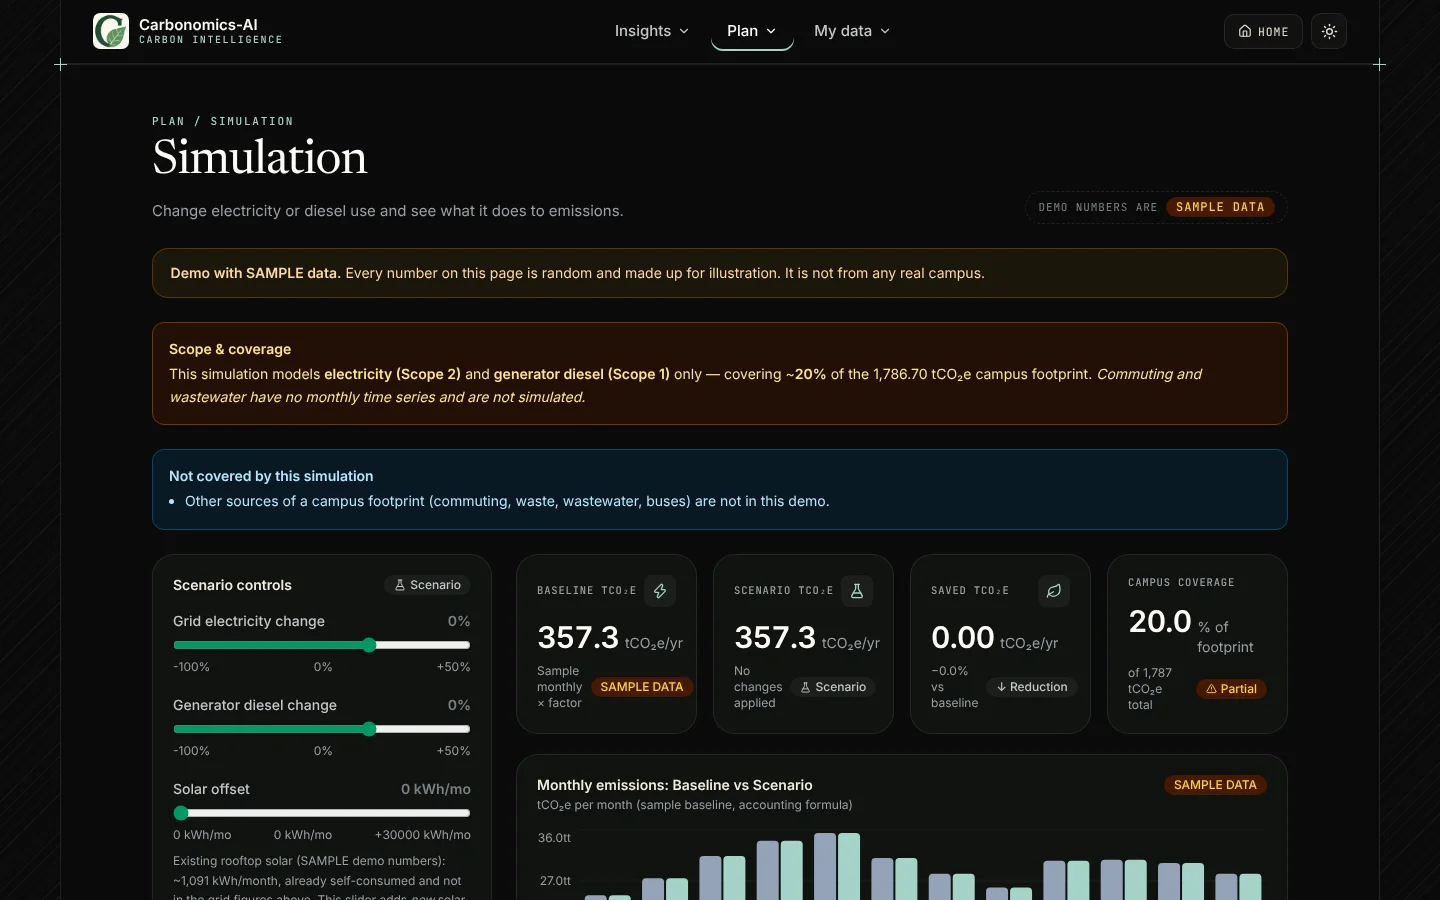 Carbonomics-AI
CARBON INTELLIGENCE
Insights
Plan
My data
HOME
PLAN / SIMULATION
Simulation
Change electricity or diesel use and see what it does to emissions.
DEMO NUMBERS ARE SAMPLE DATA
Demo with SAMPLE data. Every number on this page is random and made up for illustration. It is not from any real campus.
Scope & coverage
This simulation models electricity (Scope 2) and generator diesel (Scope 1) only — covering ~20% of the 1,786.70 tCO₂e campus footprint. Commuting and
wastewater have no monthly time series and are not simulated.
Not covered by this simulation
• Other sources of a campus footprint (commuting, waste, wastewater, buses) are not in this demo.
Scenario controls
Scenario
Grid electricity change 0%
-100% 0% +50%
Generator diesel change 0%
-100% 0% +50%
Solar offset 0 kWh/mo
0 kWh/mo 0 kWh/mo +30000 kWh/mo
Existing rooftop solar (SAMPLE demo numbers):
~1,091 kWh/month, already self-consumed and not
in the grid figures above. This slider adds new solar
BASELINE TCO₂E
357.3 tCO₂e/yr
Sample
monthly
× factor
SAMPLE DATA
SCENARIO TCO₂E
357.3 tCO₂e/yr
No
changes
applied
Scenario
SAVED TCO₂E
0.00 tCO₂e/yr
−0.0%
vs
baseline
↓ Reduction
CAMPUS COVERAGE
20.0 % of
footprint
of 1,787
tCO₂e
total
Partial
Monthly emissions: Baseline vs Scenario
SAMPLE DATA
tCO₂e per month (sample baseline, accounting formula)
36.0tt
27.0tt